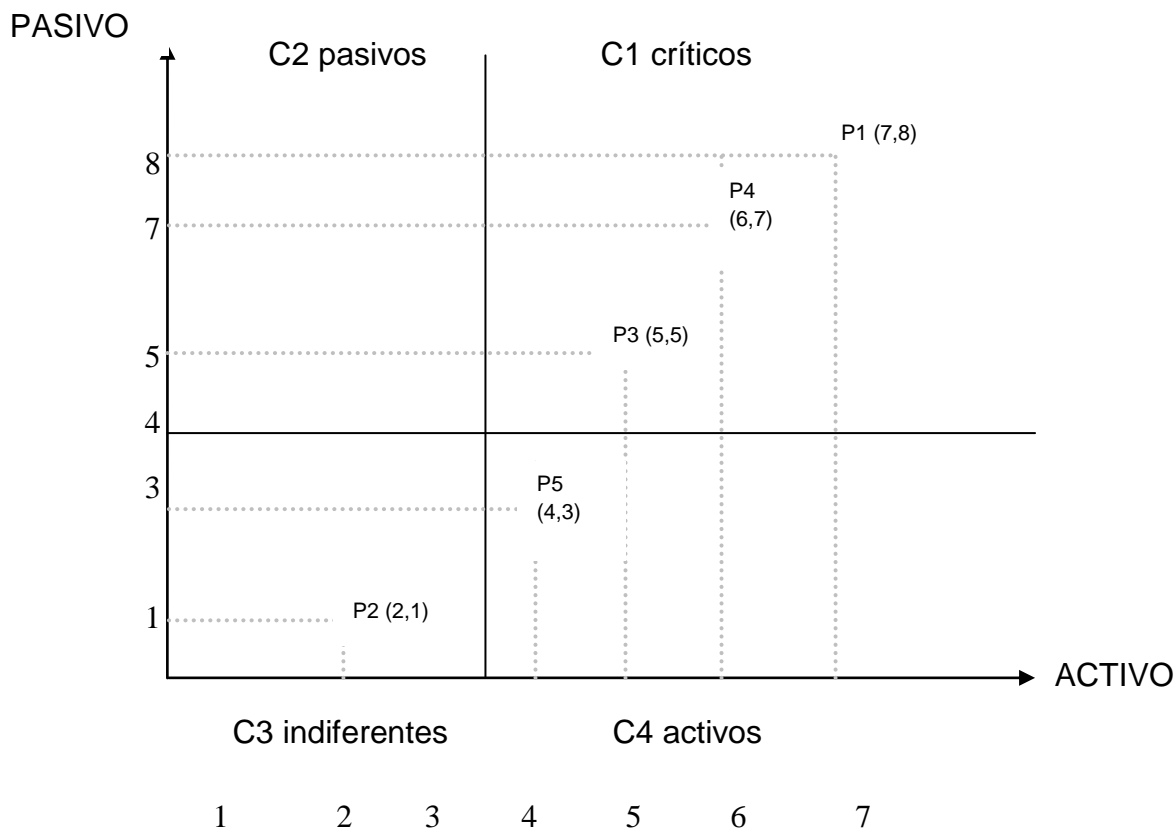 PASIVO
C2 pasivos
C1 críticos
P1 (7,8)
8
P4
(6,7)
7
P3 (5,5)
5
4
3
P5
(4,3)
1
P2 (2,1)
ACTIVO
C3 indiferentes
C4 activos
1 2 3 4 5 6 7